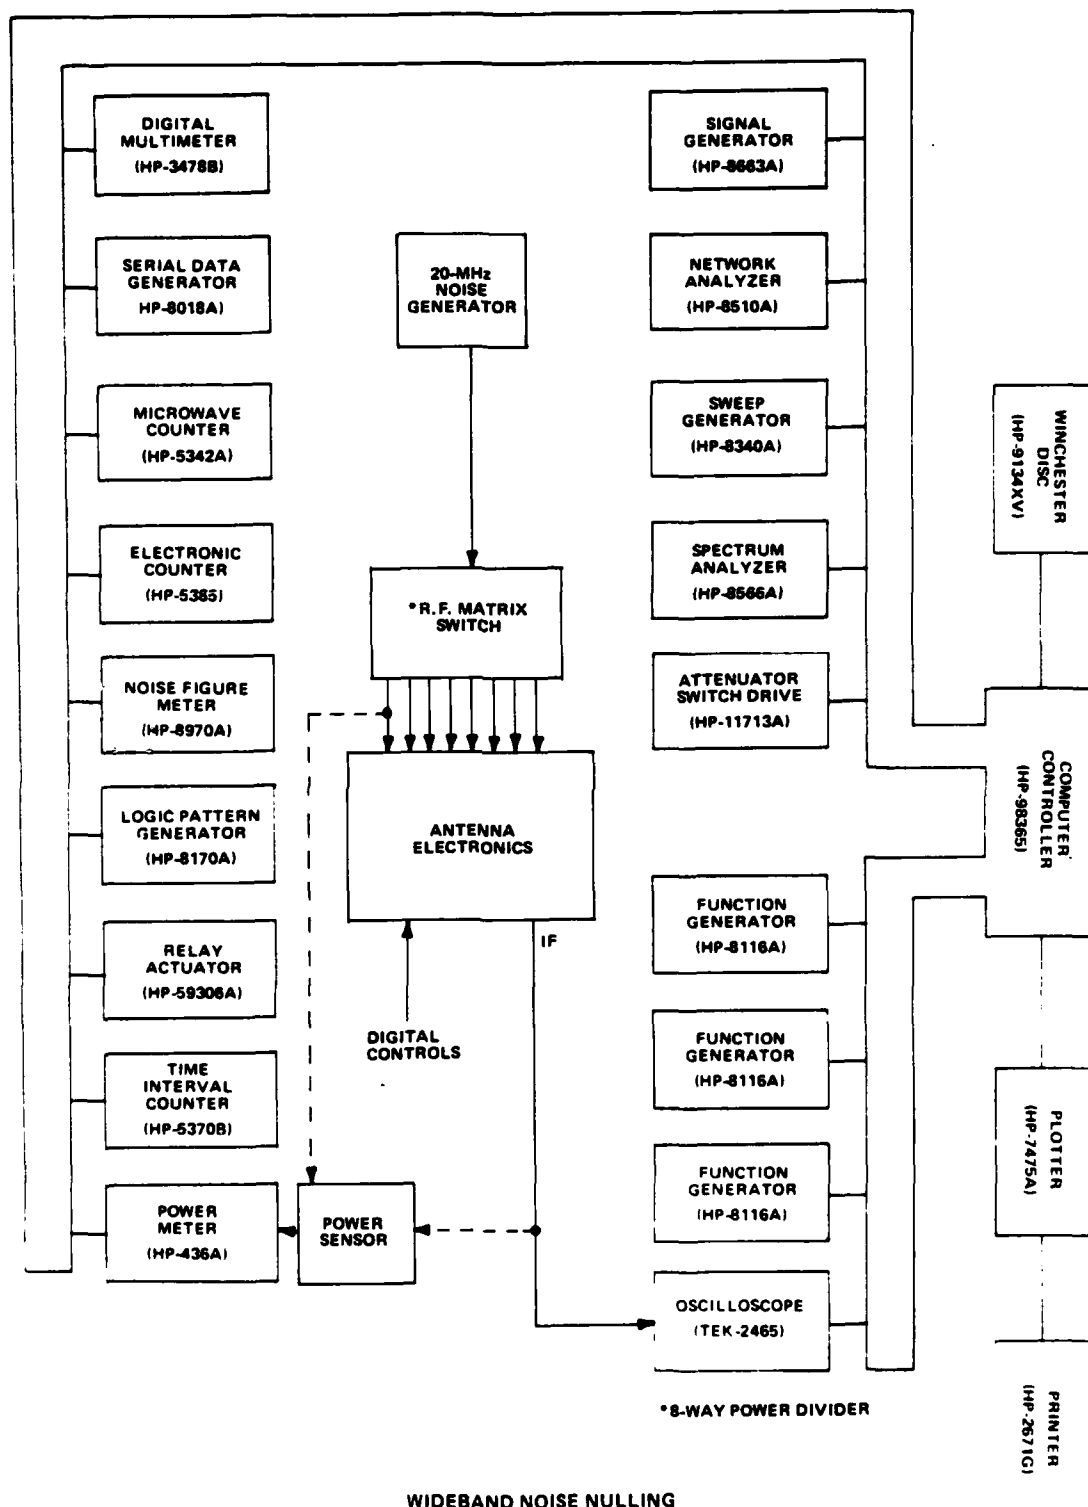 DIGITAL
MULTIMETER
(HP-3478B)
SERIAL DATA
GENERATOR
HP-8018A)
MICROWAVE
COUNTER
(HP-5342A)
ELECTRONIC
COUNTER
(HP-5385)
NOISE FIGURE
METER
(HP-8970A)
LOGIC PATTERN
GENERATOR
(HP-8170A)
RELAY
ACTUATOR
(HP-59306A)
TIME
INTERVAL
COUNTER
(HP-5370B)
POWER
METER
(HP-436A)
20-MHz
NOISE
GENERATOR
*R.F. MATRIX
SWITCH
ANTENNA
ELECTRONICS
IF
DIGITAL
CONTROLS
POWER
SENSOR
SIGNAL
GENERATOR
(HP-8663A)
NETWORK
ANALYZER
(HP-8510A)
SWEEP
GENERATOR
(HP-8340A)
SPECTRUM
ANALYZER
(HP-8566A)
ATTENUATOR
SWITCH DRIVE
(HP-11713A)
FUNCTION
GENERATOR
(HP-8116A)
FUNCTION
GENERATOR
(HP-8116A)
FUNCTION
GENERATOR
(HP-8116A)
OSCILLOSCOPE
(TEK-2465)
*8-WAY POWER DIVIDER
WINCHESTER
DISC
(HP-9134XV)
COMPUTER
CONTROLLER
(HP-98365)
PLOTTER
(HP-7475A)
PRINTER
(HP-2671G)
WIDEBAND NOISE NULLING